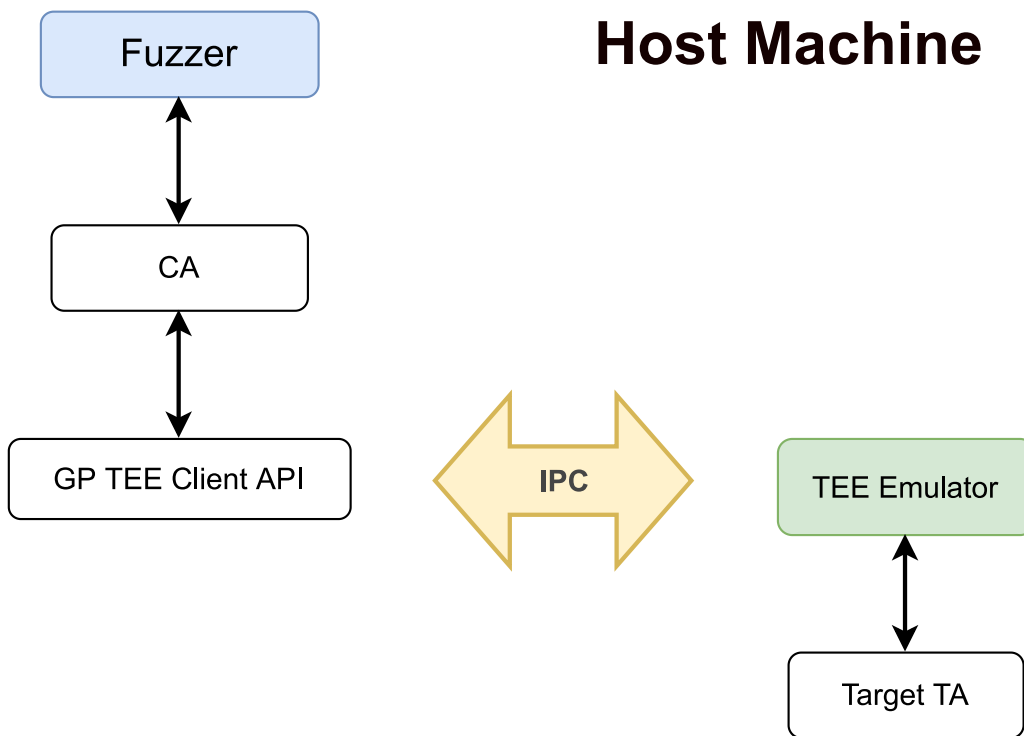 Host Machine
Fuzzer
CA
GP TEE Client API
IPC
TEE Emulator
Target TA